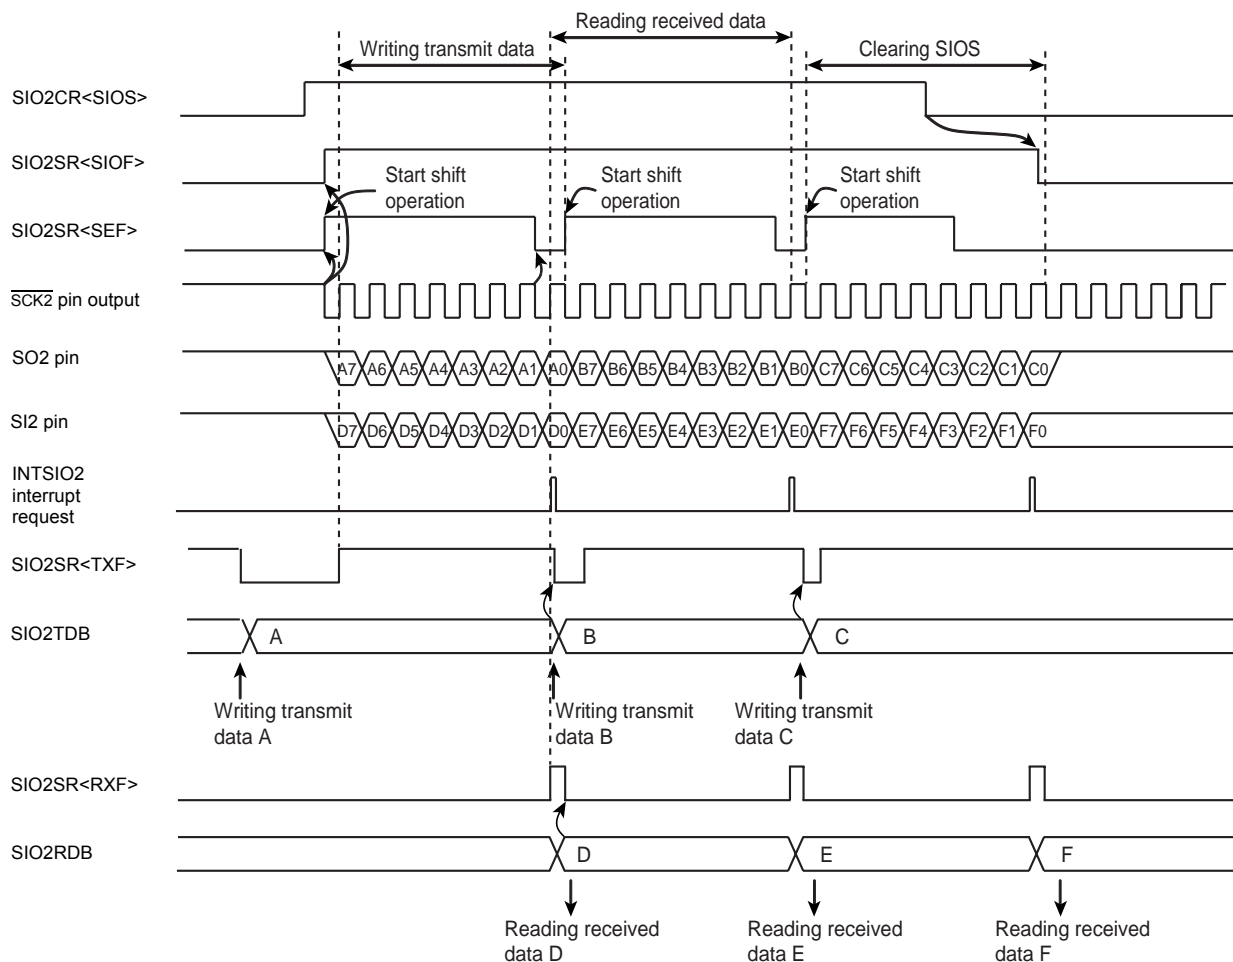 Reading received data
Writing transmit data
Clearing SIOS
SIO2CR<SIOS>
SIO2SR<SIOF>
Start shift
operation
Start shift
operation
Start shift
operation
SIO2SR<SEF>
SCK2 pin output
SO2 pin
A7 A6 A5 A4 A3 A2 A1 A0 B7 B6 B5 B4 B3 B2 B1 B0 C7 C6 C5 C4 C3 C2 C1 C0
SI2 pin
D7 D6 D5 D4 D3 D2 D1 D0 E7 E6 E5 E4 E3 E2 E1 E0 F7 F6 F5 F4 F3 F2 F1 F0
INTSIO2
interrupt
request
SIO2SR<TXF>
SIO2TDB
A B C
Writing transmit
data A
Writing transmit
data B
Writing transmit
data C
SIO2SR<RXF>
SIO2RDB
D E F
Reading received
data D
Reading received
data E
Reading received
data F